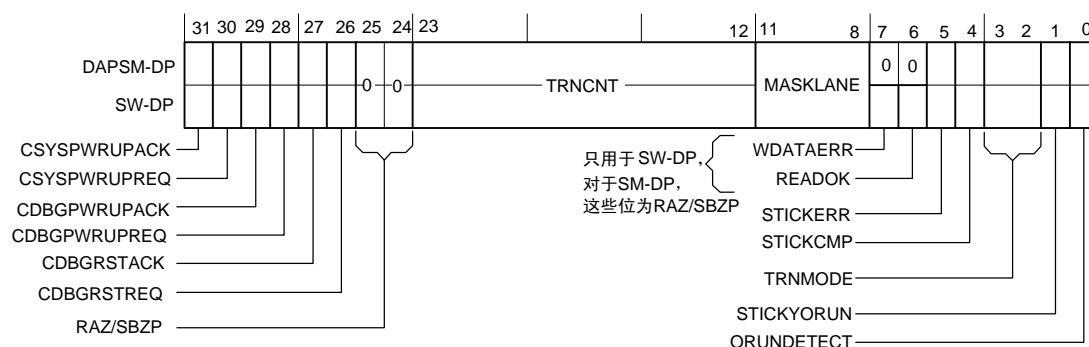 31 30 29 28 27 26 25 24 23 12 11 8 7 6 5 4 3 2 1 0
DAPSM-DP 0 0
SW-DP 0 0 TRNCNT MASKLANE
CSYSPWRUPACK
CSYSPWRUPREQ
CDBGPWRUPACK
CDBGPWRUPREQ
CDBGRSTACK
CDBGRSTREQ
RAZ/SBZP
只用于 SW-DP，
对于SM-DP，
这些位为RAZ/SBZP
WDATAERR
READOK
STICKERR
STICKCMP
TRNMODE
STICKYORUN
ORUNDETECT